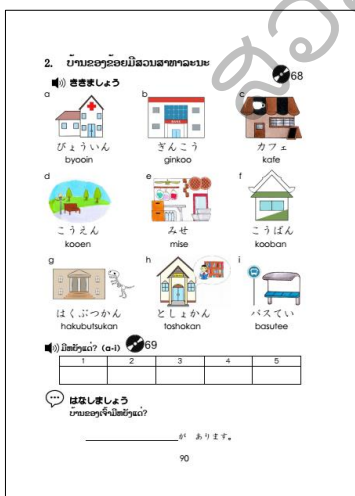 2. ບ້ານຂອງຂ້ອຍມີສວນສາທາລະນະ
68
ききましょう
a b c
びょういん ぎんこう カフェ
byooin ginkoo kafe
d e f
こうえん みせ こうばん
kooen mise kooban
g h i
はくぶつかん としょかん バスてい
hakubutsukan toshokan basutee
ມີຫຍັງແດ່? (a-i) 69
1 2 3 4 5
はなしましょう
ບ້ານຂອງເຈົ້າມີຫຍັງແດ່?
が あります。
90